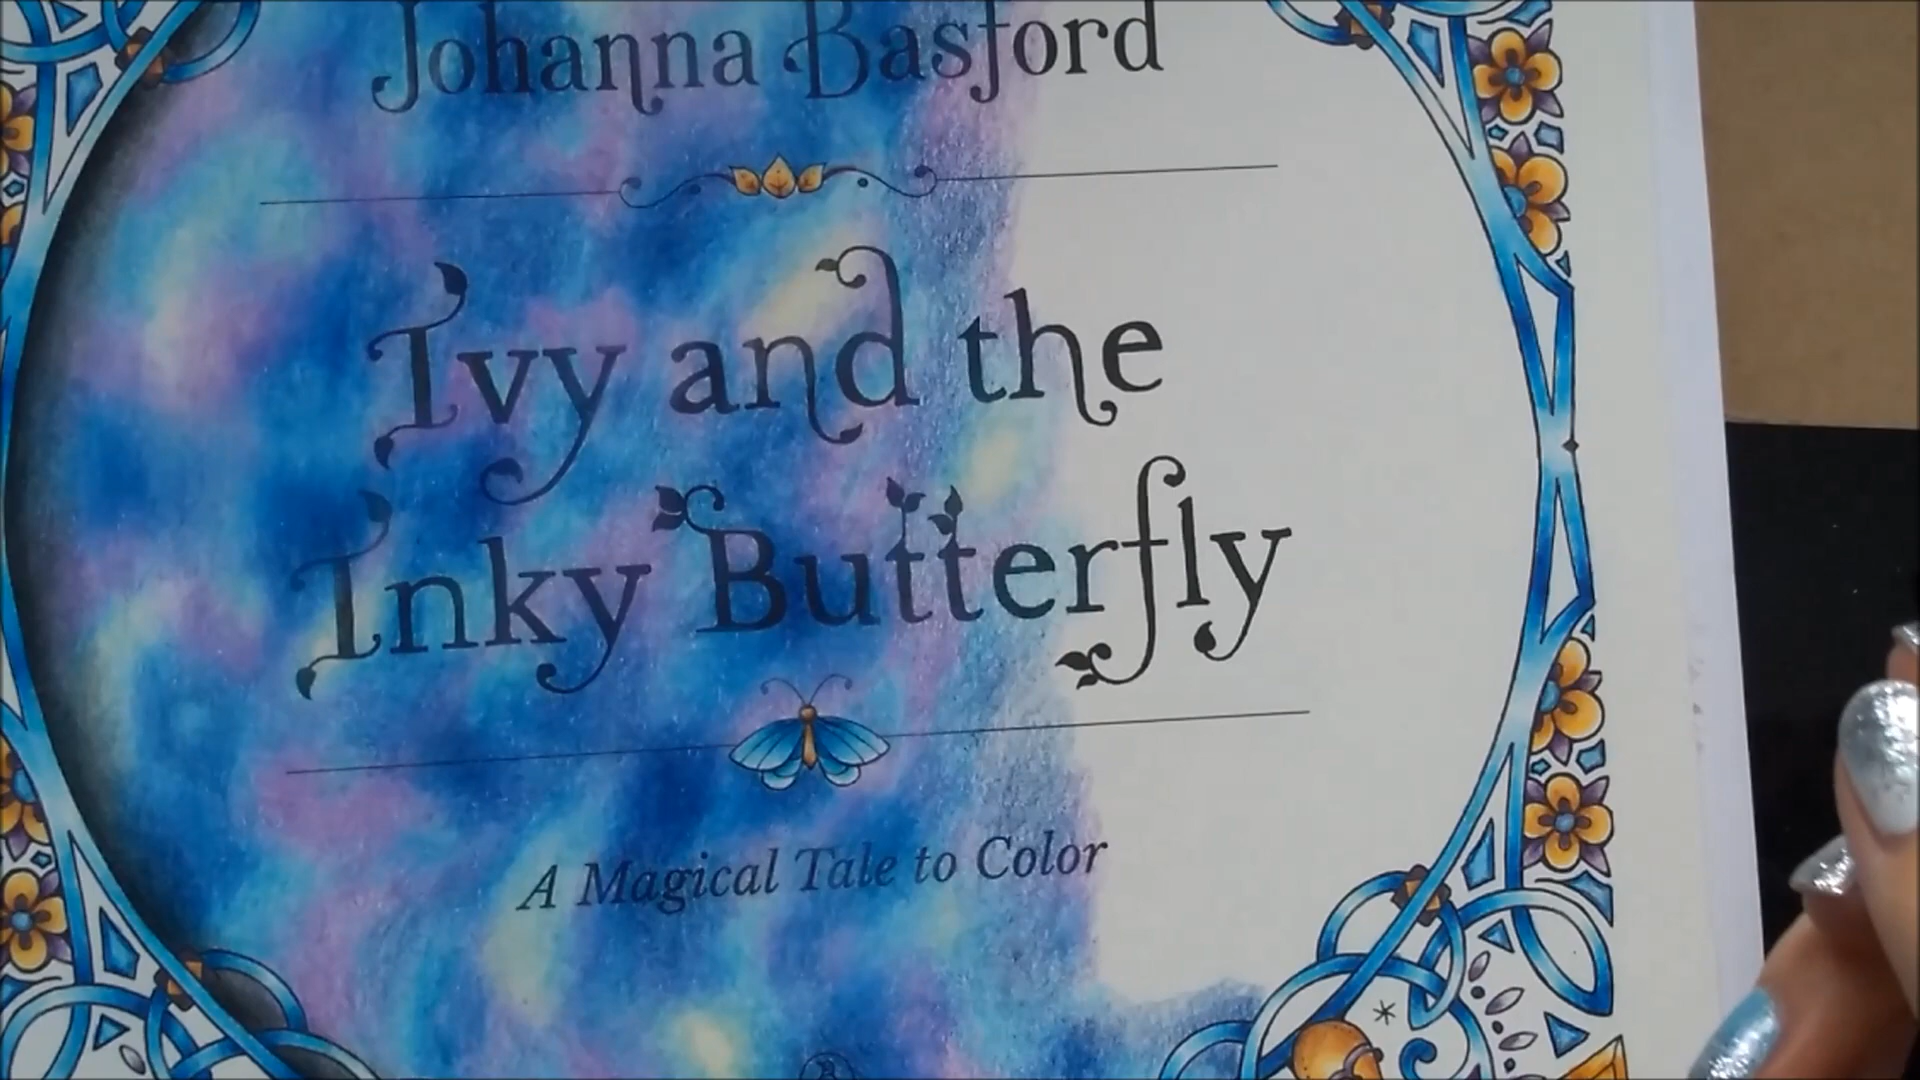 Johanna Basford
Ivy and the
Inky Butterfly
A Magical Tale to Color